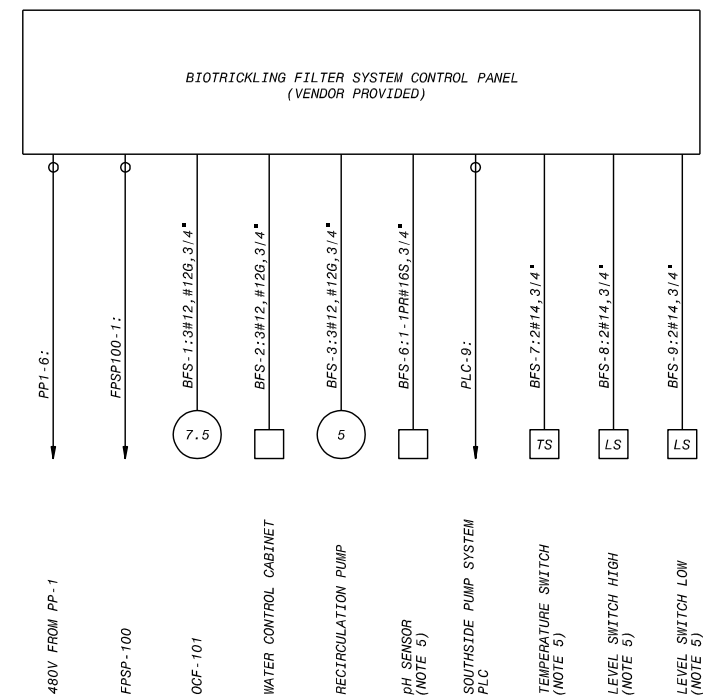 BIOTRICKLING FILTER SYSTEM CONTROL PANEL
(VENDOR PROVIDED)
PP1-6:
FPSP100-1:
BFS-1:3#12,#12G,3/4"
BFS-2:3#12,#12G,3/4"
BFS-3:3#12,#12G,3/4"
BFS-6:1-1PR#16S,3/4"
PLC-9:
BFS-7:2#14,3/4"
BFS-8:2#14,3/4"
BFS-9:2#14,3/4"
7.5
5
TS
LS
LS
480V FROM PP-1
FPSP-100
OCF-101
WATER CONTROL CABINET
RECIRCULATION PUMP
pH SENSOR
(NOTE 5)
SOUTHSIDE PUMP SYSTEM
PLC
TEMPERATURE SWITCH
(NOTE 5)
LEVEL SWITCH HIGH
(NOTE 5)
LEVEL SWITCH LOW
(NOTE 5)